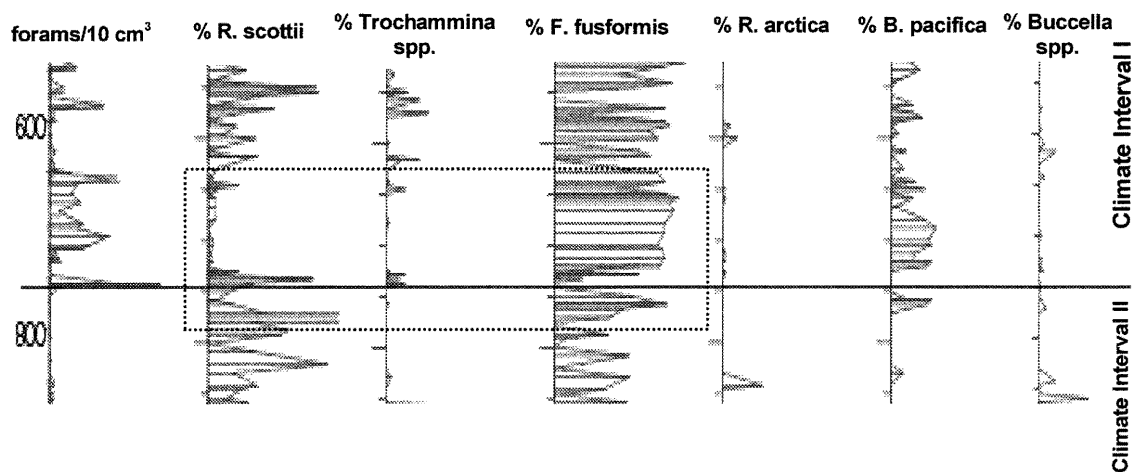 forams/10 cm³
% R. scottii
% Trochammina
spp.
% F. fusformis
% R. arctica
% B. pacifica
% Buccella
spp.
600
800
Climate Interval I
Climate Interval II